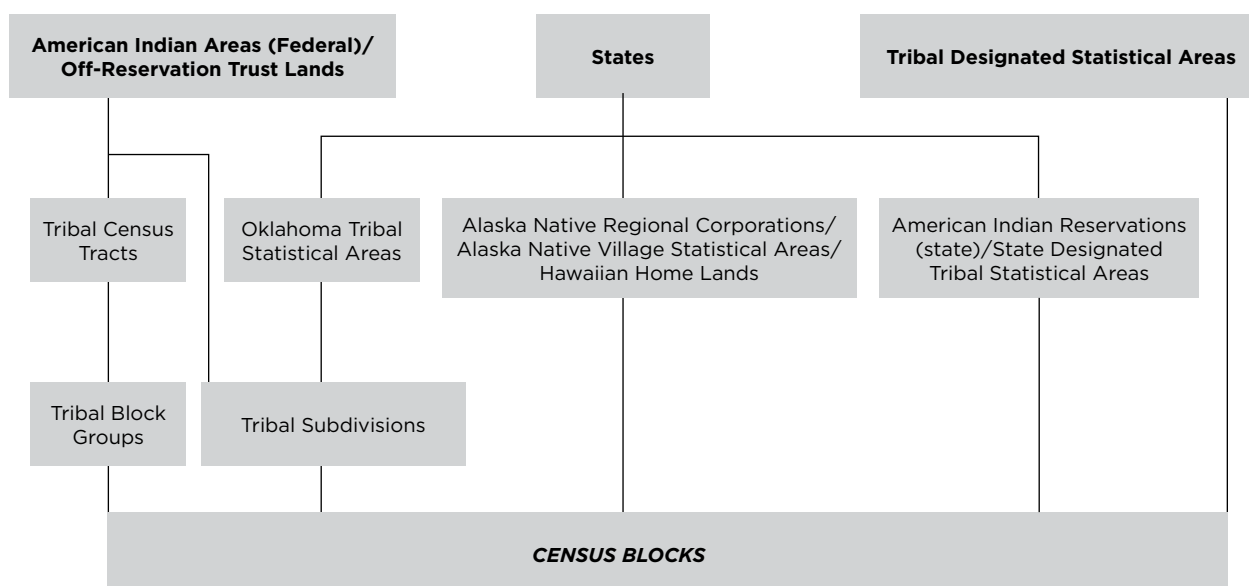 American Indian Areas (Federal)/
Off-Reservation Trust Lands
States
Tribal Designated Statistical Areas
Tribal Census
Tracts
Oklahoma Tribal
Statistical Areas
Alaska Native Regional Corporations/
Alaska Native Village Statistical Areas/
Hawaiian Home Lands
American Indian Reservations
(state)/State Designated
Tribal Statistical Areas
Tribal Block
Groups
Tribal Subdivisions
CENSUS BLOCKS